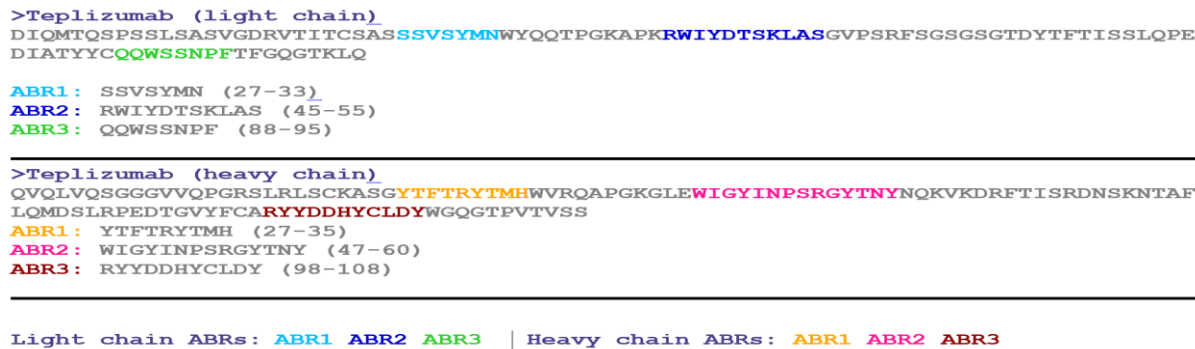 >Teplizumab (light chain)
DIQMTQSPSSLSASVGDRVTITCSASSSVSYMNWYQQTPGKAPKRWIYDTSKLASGVPSRFSGSGSGTDYTFTISSLQPE
DIATYYCQQWSSNPFTFGQGTKLQ
ABR1: SSVSYMN (27-33)
ABR2: RWIYDTSKLAS (45-55)
ABR3: QQWSSNPF (88-95)
>Teplizumab (heavy chain)
QVQLVQSGGGVVQPGRSLRLSCKASGYTFTRYTMHWVRQAPGKGLEWIGYINPSRGYTNYNQKVKDRFTISRDNSKNTAF
LQMDSLRPEDTGVYFCARYYDDHYCLDYWGQGTPVTVSS
ABR1: YTFTRYTMH (27-35)
ABR2: WIGYINPSRGYTNY (47-60)
ABR3: RYYDDHYCLDY (98-108)
Light chain ABRs: ABR1 ABR2 ABR3 | Heavy chain ABRs: ABR1 ABR2 ABR3